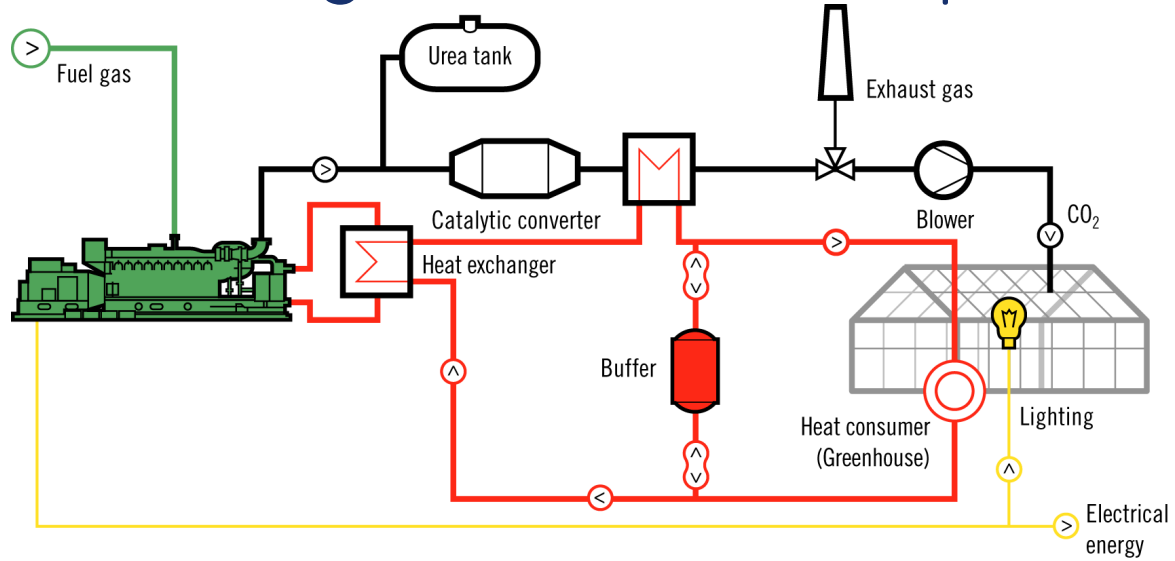 Fuel gas
Urea tank
Exhaust gas
Catalytic converter
Blower
CO₂
Heat exchanger
Buffer
Heat consumer
(Greenhouse)
Lighting
Electrical
energy